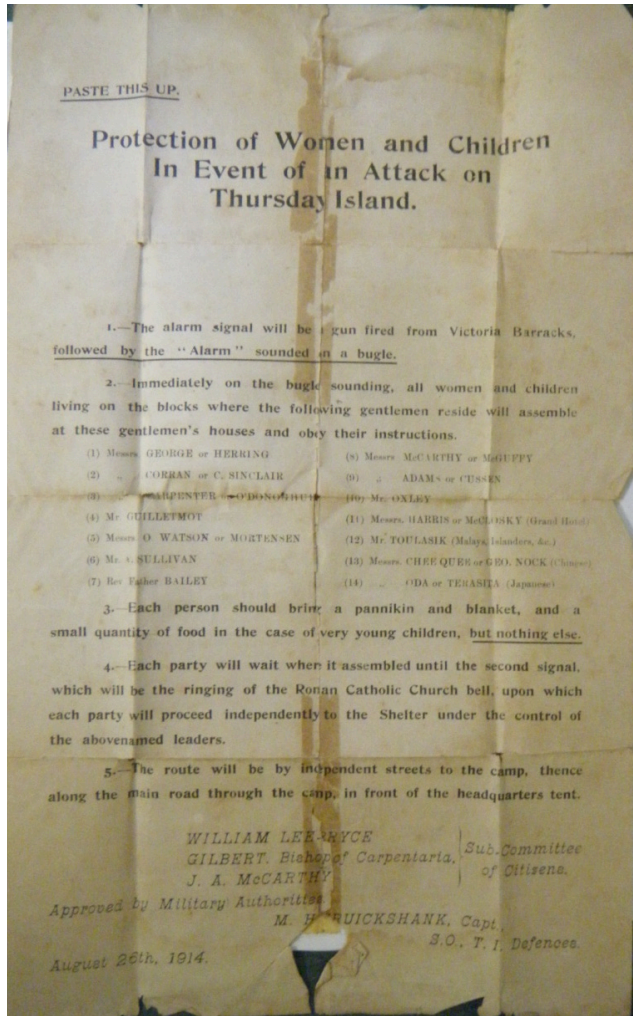 PASTE THIS UP.
Protection of Women and Children
In Event of an Attack on
Thursday Island.
1.—The alarm signal will be a gun fired from Victoria Barracks,
followed by the "Alarm" sounded on a bugle.
2.—Immediately on the bugle sounding, all women and children
living on the blocks where the following gentlemen reside will assemble
at these gentlemen's houses and obey their instructions.
(1) Messrs. GEORGE or HERRING
(2) „ CORRAN or C. SINCLAIR
(3) „ CARPENTER or O'DONOGHUE
(4) Mr. GUILLETMOT
(5) Messrs O WATSON or MORTENSEN
(6) Mr. SULLIVAN
(7) Rev Father BAILEY
(8) Messrs McCARTHY or McGUFFY
(9) „ ADAMS or CUSSEN
(10) Mr. OXLEY
(11) Messrs. HARRIS or McCLOSKY (Grand Hotel)
(12) Mr. TOULASIK (Malays, Islanders, &c.)
(13) Messrs. CHEE QUEE or GEO. NOCK (Chinese)
(14) „ ODA or TERASITA (Japanese)
3.—Each person should bring a pannikin and blanket, and a
small quantity of food in the case of very young children, but nothing else.
4.—Each party will wait where it assembled until the second signal,
which will be the ringing of the Roman Catholic Church bell, upon which
each party will proceed independently to the Shelter under the control of
the abovenamed leaders.
5.—The route will be by independent streets to the camp, thence
along the main road through the camp, in front of the headquarters tent.
WILLIAM LEE-BRYCE
GILBERT. Bishop of Carpentaria,
J. A. McCARTHY
Sub.Committee
of Citizens.
Approved by Military Authorities
M. H. CRUICKSHANK, Capt.,
S.O., T. I. Defences.
August 26th, 1914.